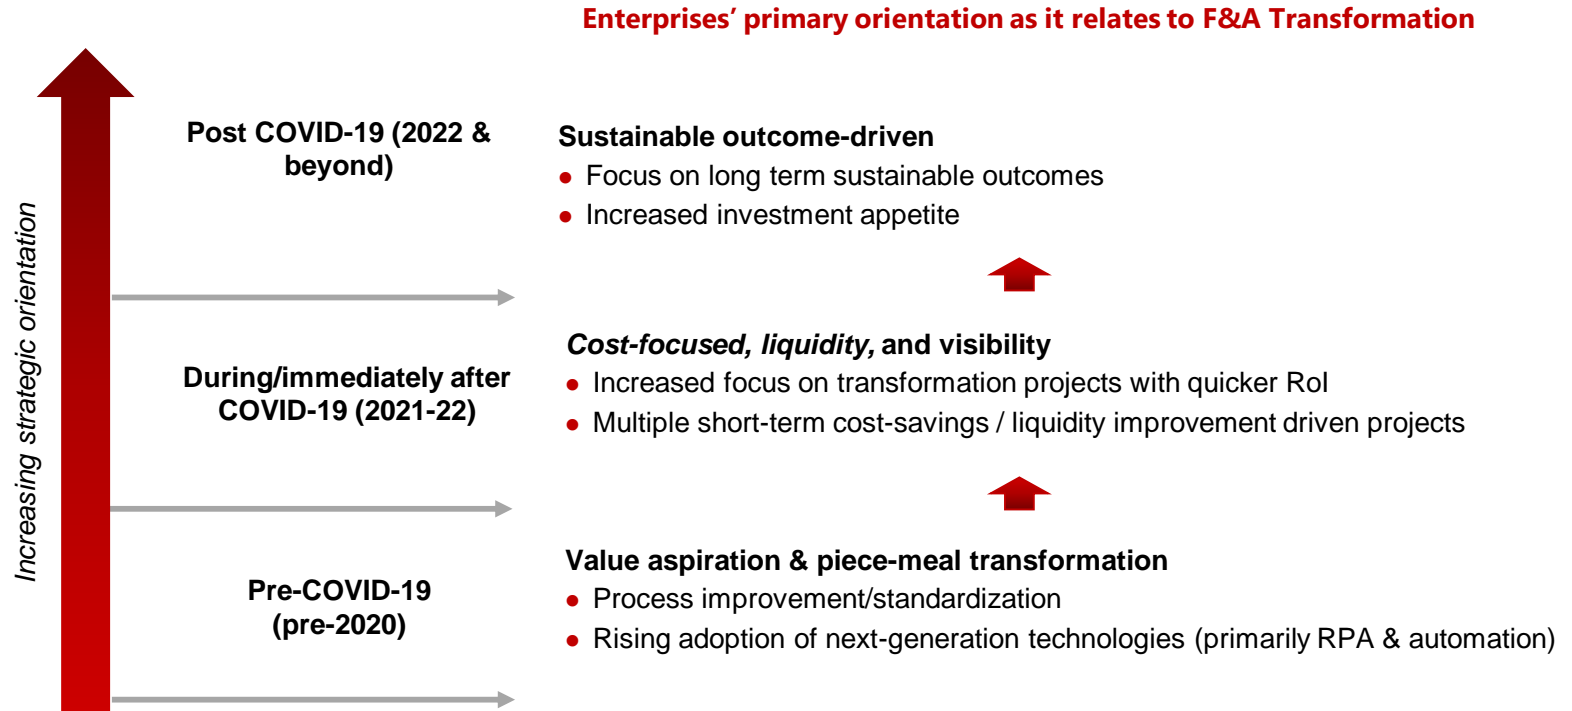 Enterprises’ primary orientation as it relates to F&A Transformation
Increasing strategic orientation
Post COVID-19 (2022 &
beyond)
Sustainable outcome-driven
● Focus on long term sustainable outcomes
● Increased investment appetite
During/immediately after
COVID-19 (2021-22)
Cost-focused, liquidity, and visibility
● Increased focus on transformation projects with quicker RoI
● Multiple short-term cost-savings / liquidity improvement driven projects
Pre-COVID-19
(pre-2020)
Value aspiration & piece-meal transformation
● Process improvement/standardization
● Rising adoption of next-generation technologies (primarily RPA & automation)